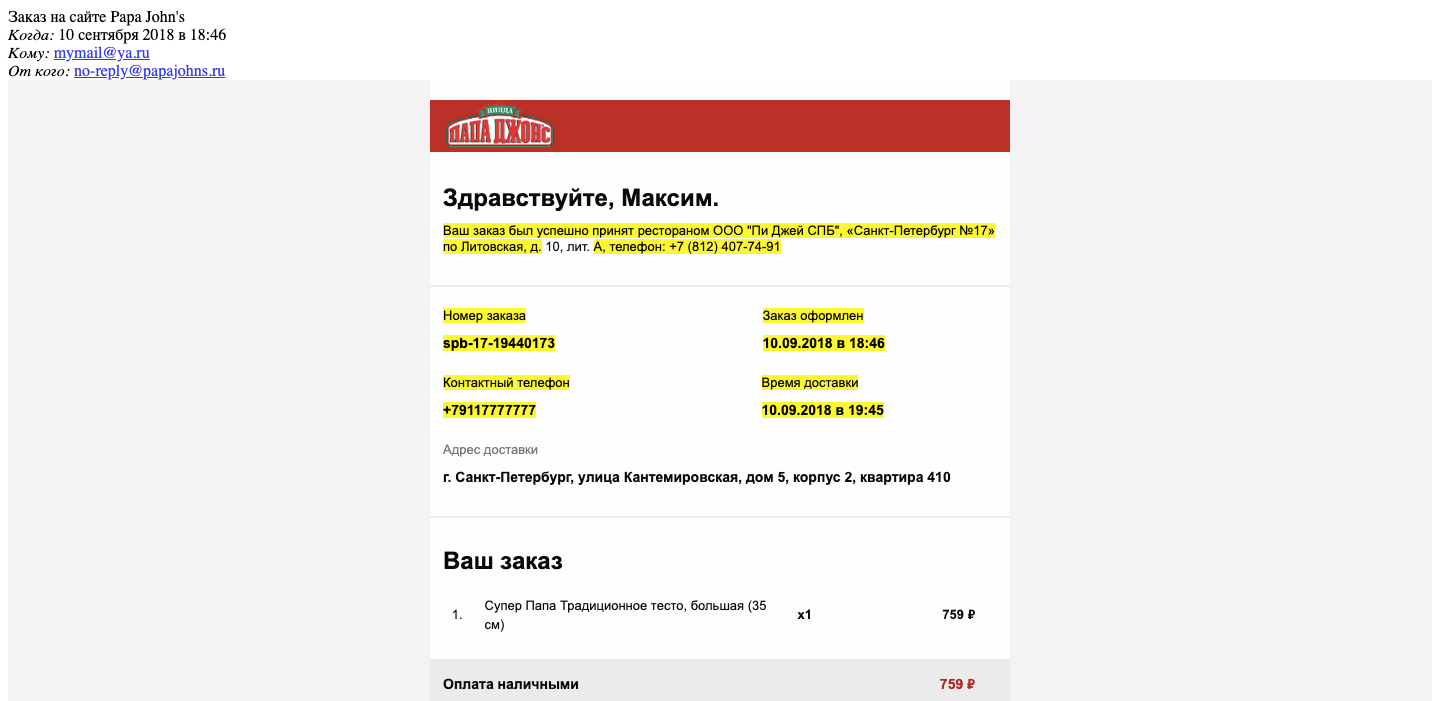 Заказ на сайте Papa John's
Когда: 10 сентября 2018 в 18:46
Кому: mymail@ya.ru
От кого: no-reply@papajohns.ru
ПИЦЦА
ПАПА ДЖОНС
Здравствуйте, Максим.
Ваш заказ был успешно принят рестораном ООО "Пи Джей СПБ", «Санкт-Петербург №17»
по Литовская, д. 10, лит. А, телефон: +7 (812) 407-74-91
Номер заказа
Заказ оформлен
spb-17-19440173
10.09.2018 в 18:46
Контактный телефон
Время доставки
+79117777777
10.09.2018 в 19:45
Адрес доставки
г. Санкт-Петербург, улица Кантемировская, дом 5, корпус 2, квартира 410
Ваш заказ
1. Супер Папа Традиционное тесто, большая (35 см) x1 759 ₽
Оплата наличными 759 ₽